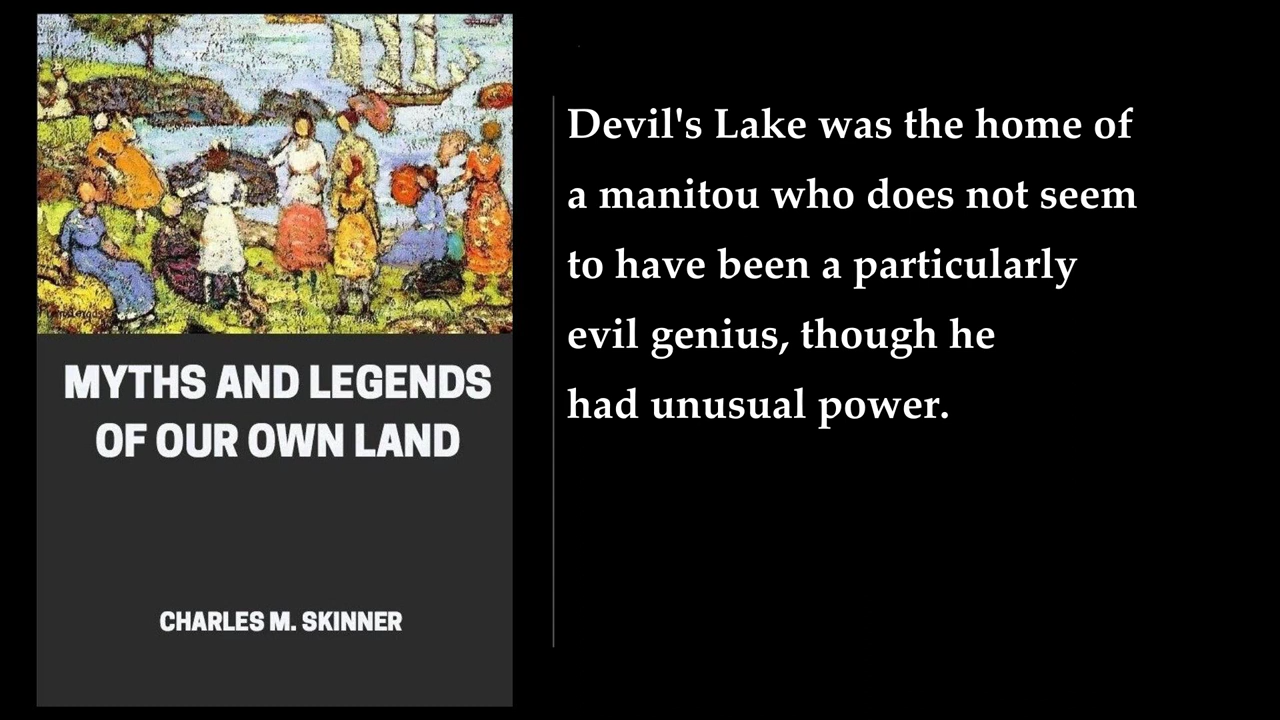 MYTHS AND LEGENDS
OF OUR OWN LAND
CHARLES M. SKINNER
Devil's Lake was the home of
a manitou who does not seem
to have been a particularly
evil genius, though he
had unusual power.